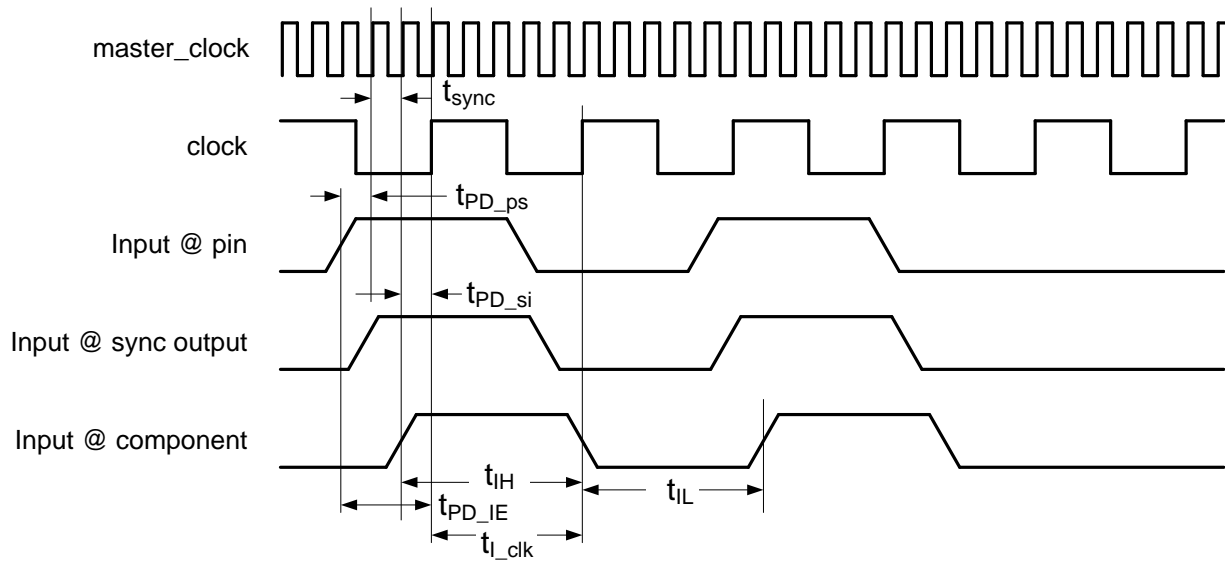 master_clock
t_sync
clock
t_PD_ps
Input @ pin
t_PD_si
Input @ sync output
Input @ component
t_IH
t_IL
t_PD_IE
t_I_clk